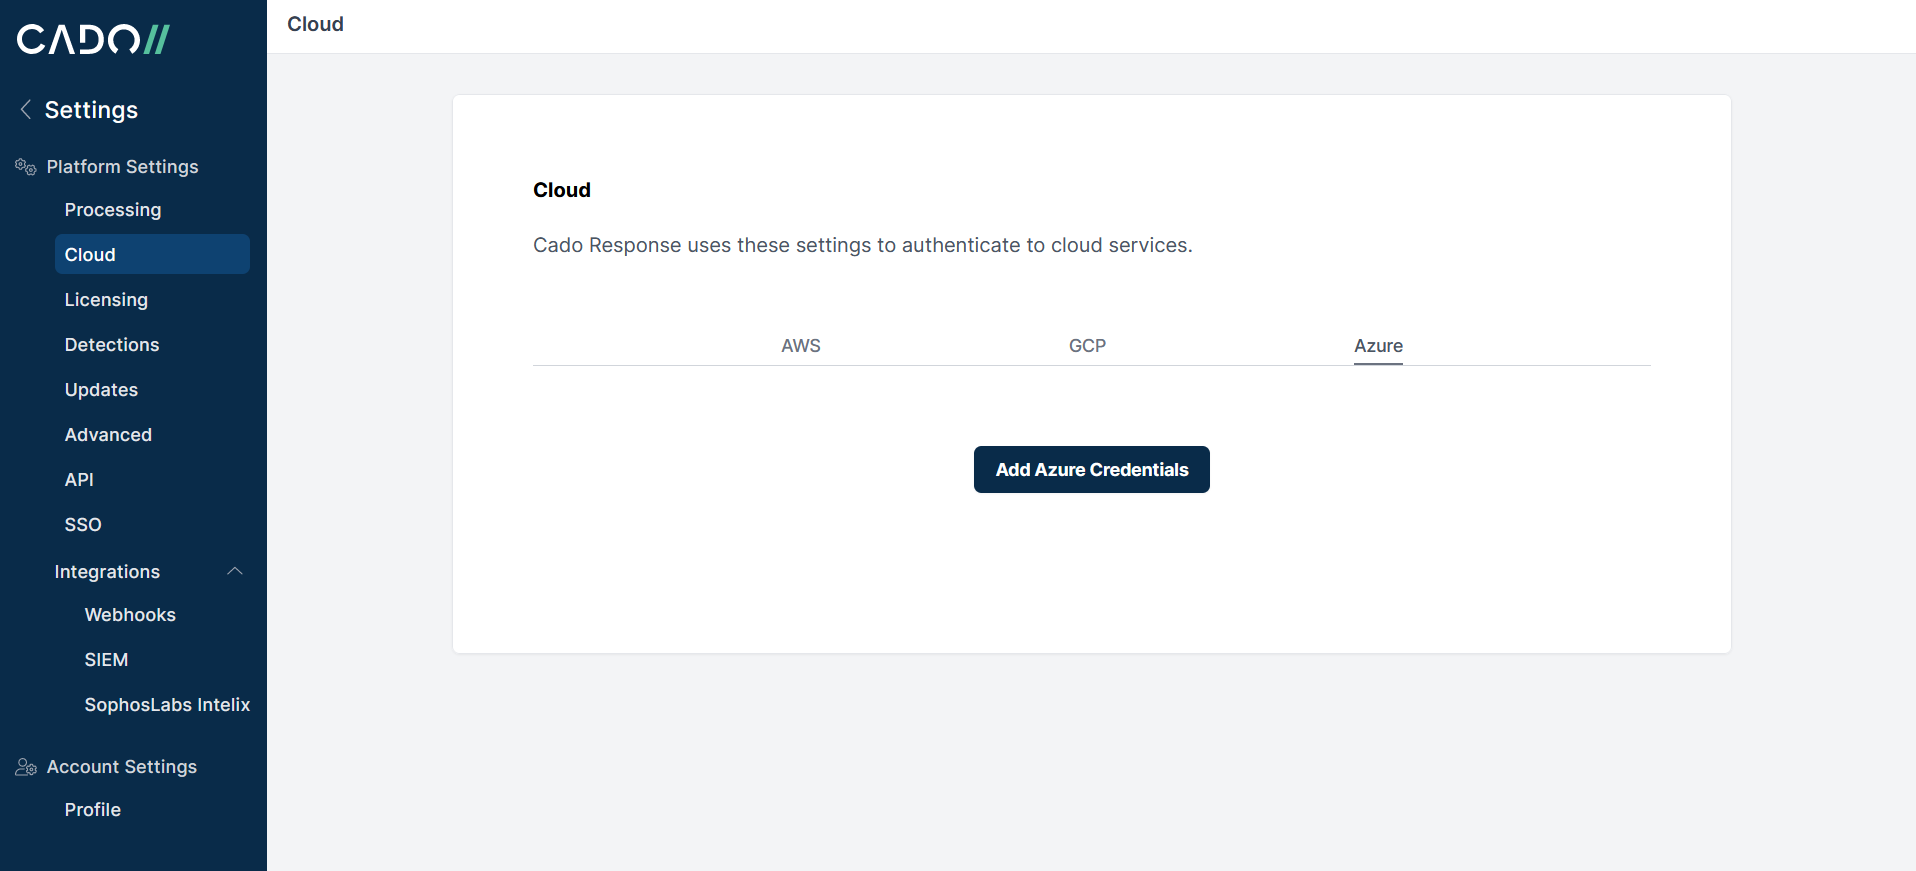 CADO//
Settings
Platform Settings
Processing
Cloud
Licensing
Detections
Updates
Advanced
API
SSO
Integrations
Webhooks
SIEM
SophosLabs Intelix
Account Settings
Profile
Cloud
Cloud
Cado Response uses these settings to authenticate to cloud services.
AWS GCP Azure
Add Azure Credentials